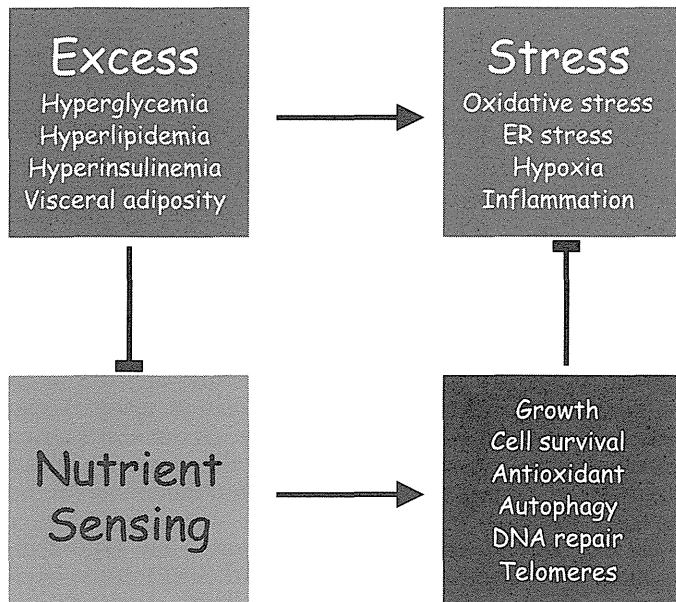 Excess
Hyperglycemia
Hyperlipidemia
Hyperinsulinemia
Visceral adiposity
Stress
Oxidative stress
ER stress
Hypoxia
Inflammation
Nutrient
Sensing
Growth
Cell survival
Antioxidant
Autophagy
DNA repair
Telomeres